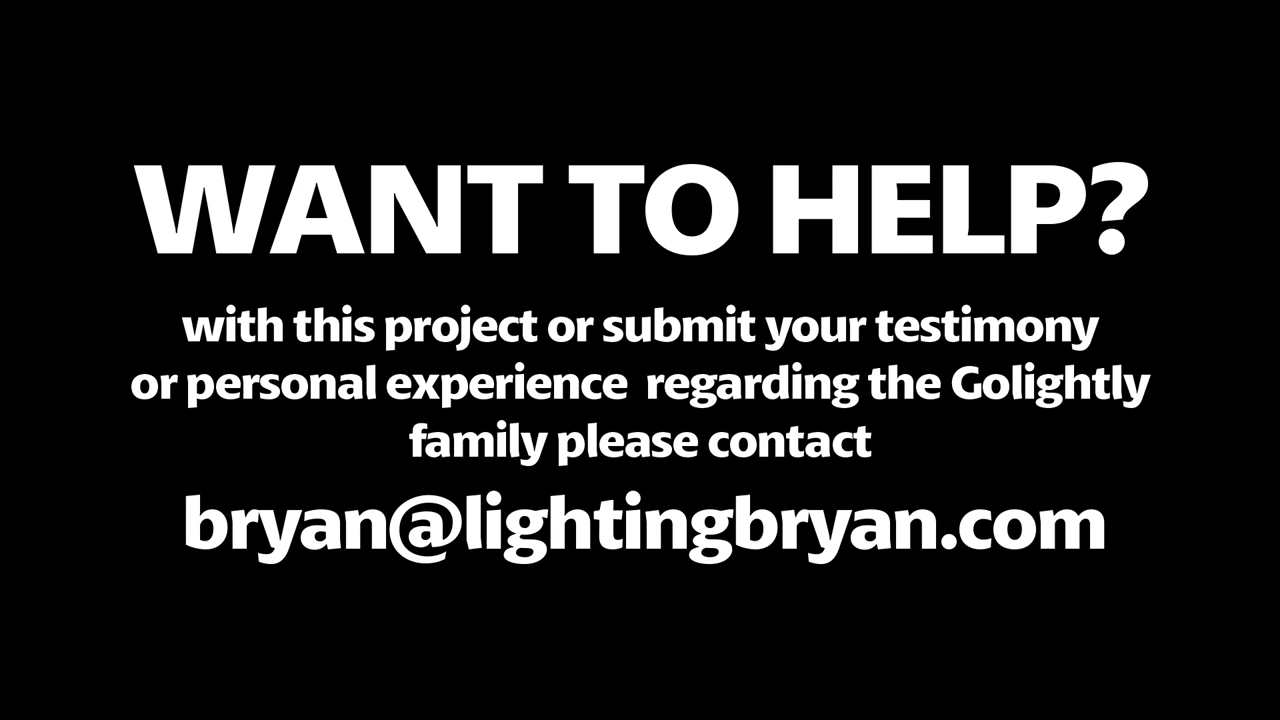 WANT TO HELP?
with this project or submit your testimony
or personal experience  regarding the Golightly
family please contact
bryan@lightingbryan.com